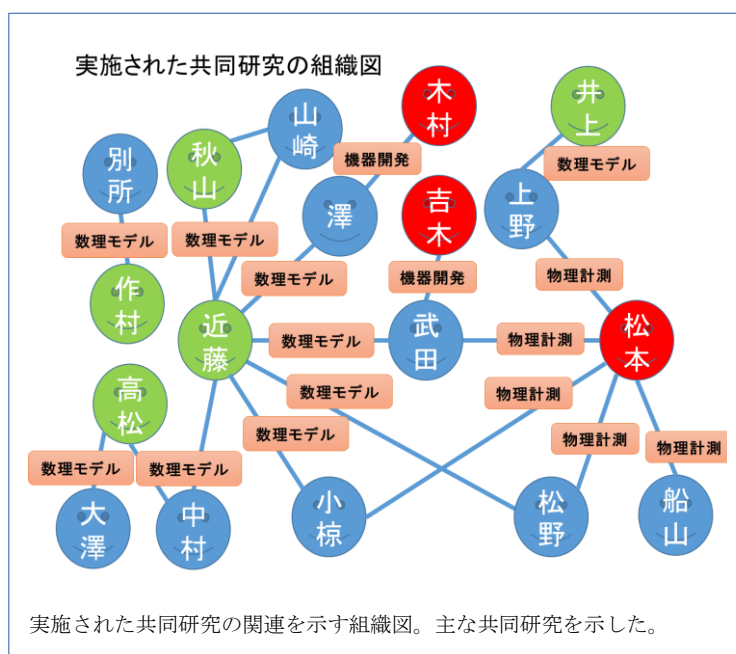 実施された共同研究の組織図
木村
井上
山崎
別所
秋山
機器開発
数理モデル
澤
吉木
上野
数理モデル
数理モデル
数理モデル
機器開発
物理計測
作村
近藤
武田
松本
数理モデル
物理計測
高松
数理モデル
物理計測
数理モデル
物理計測
物理計測
数理モデル
数理モデル
大澤
中村
小椋
松野
船山
実施された共同研究の関連を示す組織図。主な共同研究を示した。